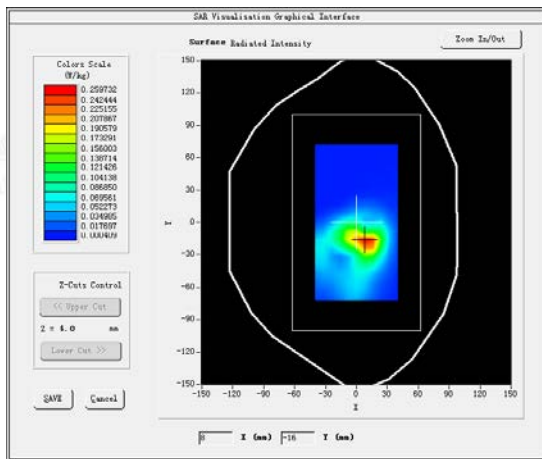 SAR Visualisation Graphical Interface
Surface Radiated Intensity
Zoom In/Out
Colors Scale
(W/kg)
0.259732
0.242444
0.225155
0.207867
0.190579
0.173291
0.156003
0.138714
0.121426
0.104138
0.086850
0.069561
0.052273
0.034985
0.017697
0.000409
150
120
90
60
30
0
-30
-60
-90
-120
-150
Y
-150 -120 -90 -60 -30 0 30 60 90 120 150
X
Z-Cuts Control
<< Upper Cut
Z = 4.0 mm
Lower Cut >>
SAVE Cancel
8 X (mm) -16 Y (mm)